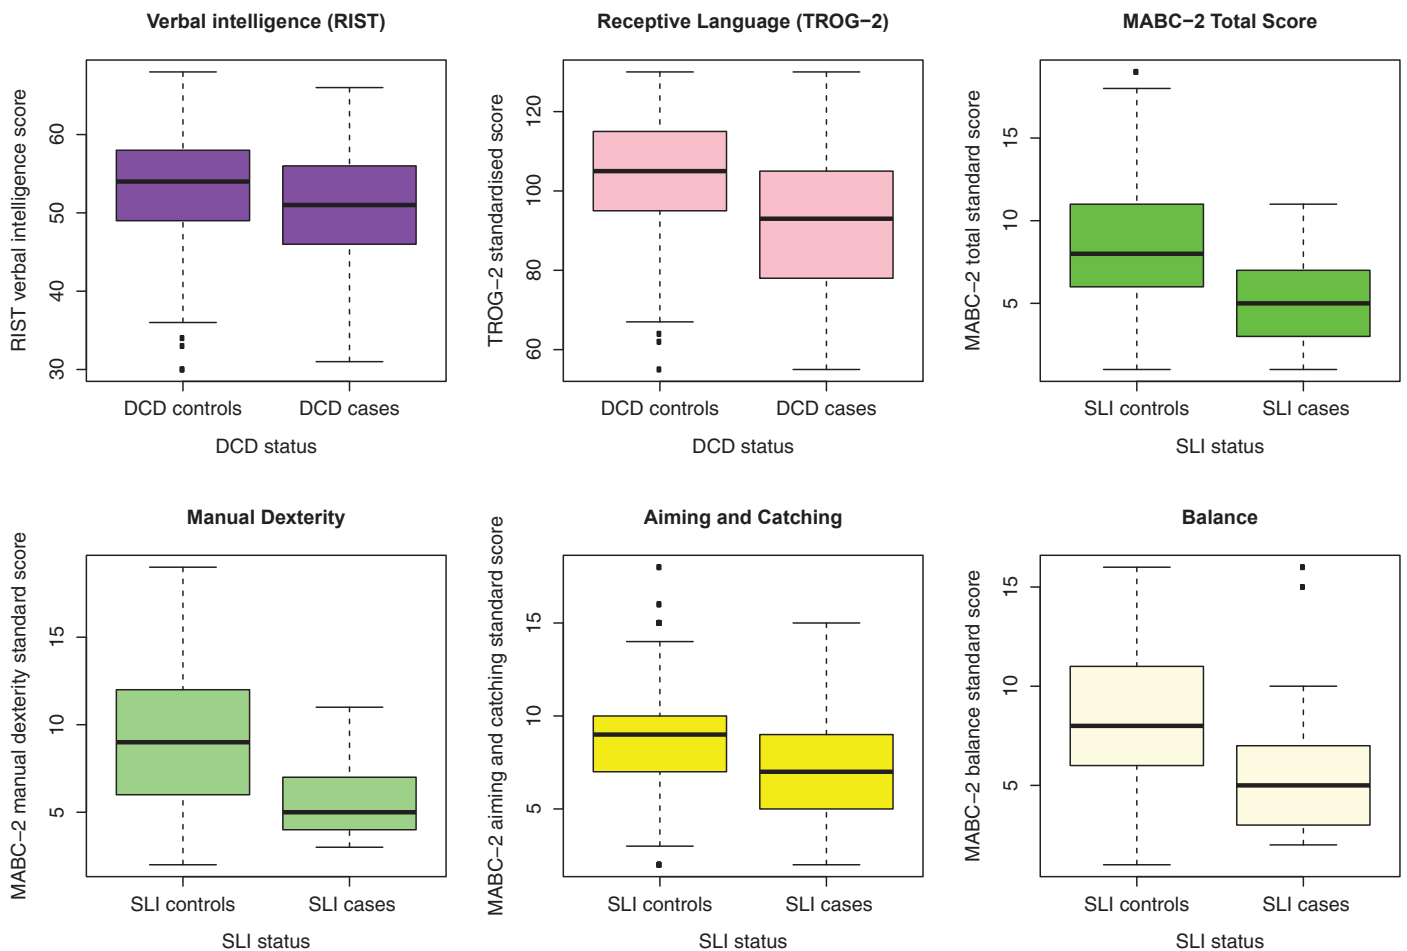 Verbal intelligence (RIST)
RIST verbal intelligence score
60
50
40
30
DCD controls
DCD cases
DCD status
Receptive Language (TROG−2)
TROG−2 standardised score
120
100
80
60
DCD controls
DCD cases
DCD status
MABC−2 Total Score
MABC−2 total standard score
15
10
5
SLI controls
SLI cases
SLI status
Manual Dexterity
MABC−2 manual dexterity standard score
15
10
5
SLI controls
SLI cases
SLI status
Aiming and Catching
MABC−2 aiming and catching standard score
15
10
5
SLI controls
SLI cases
SLI status
Balance
MABC−2 balance standard score
15
10
5
SLI controls
SLI cases
SLI status